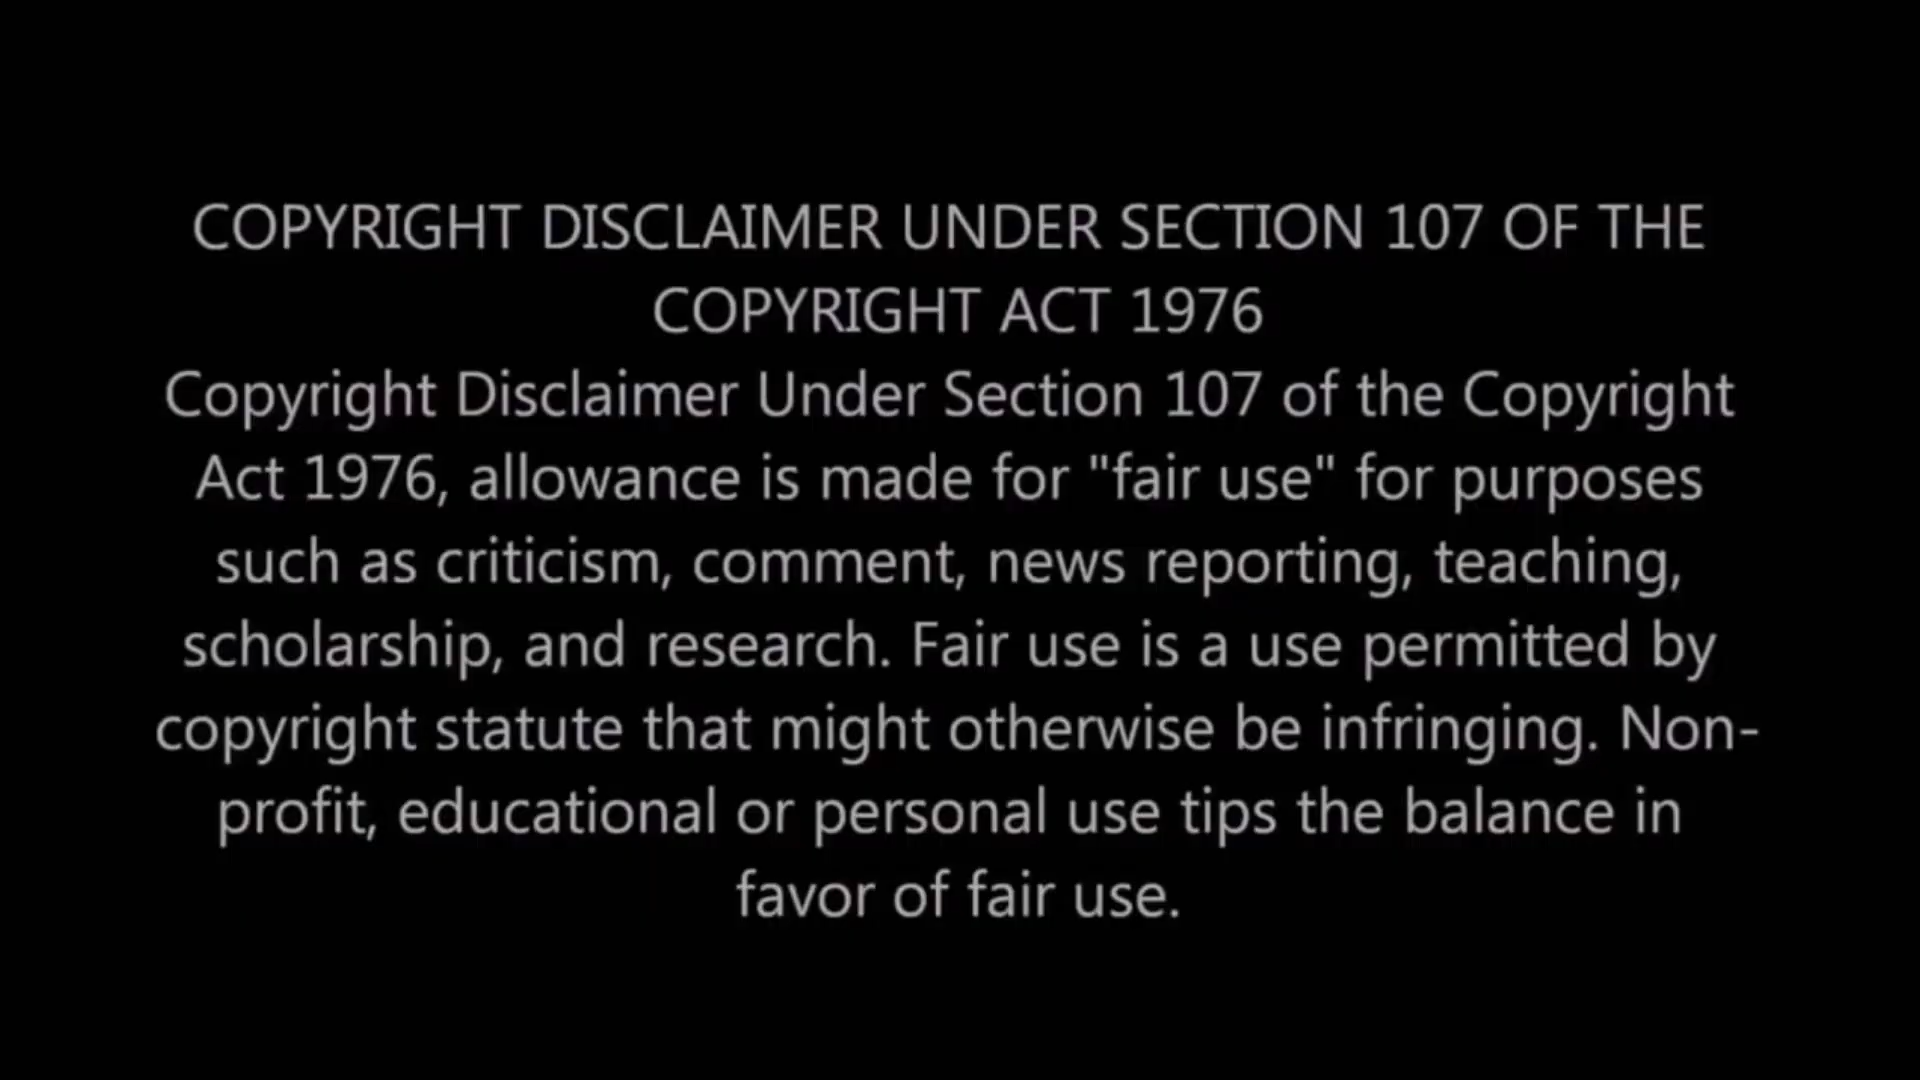 COPYRIGHT DISCLAIMER UNDER SECTION 107 OF THE
COPYRIGHT ACT 1976
Copyright Disclaimer Under Section 107 of the Copyright
Act 1976, allowance is made for "fair use" for purposes
such as criticism, comment, news reporting, teaching,
scholarship, and research. Fair use is a use permitted by
copyright statute that might otherwise be infringing. Non-
profit, educational or personal use tips the balance in
favor of fair use.